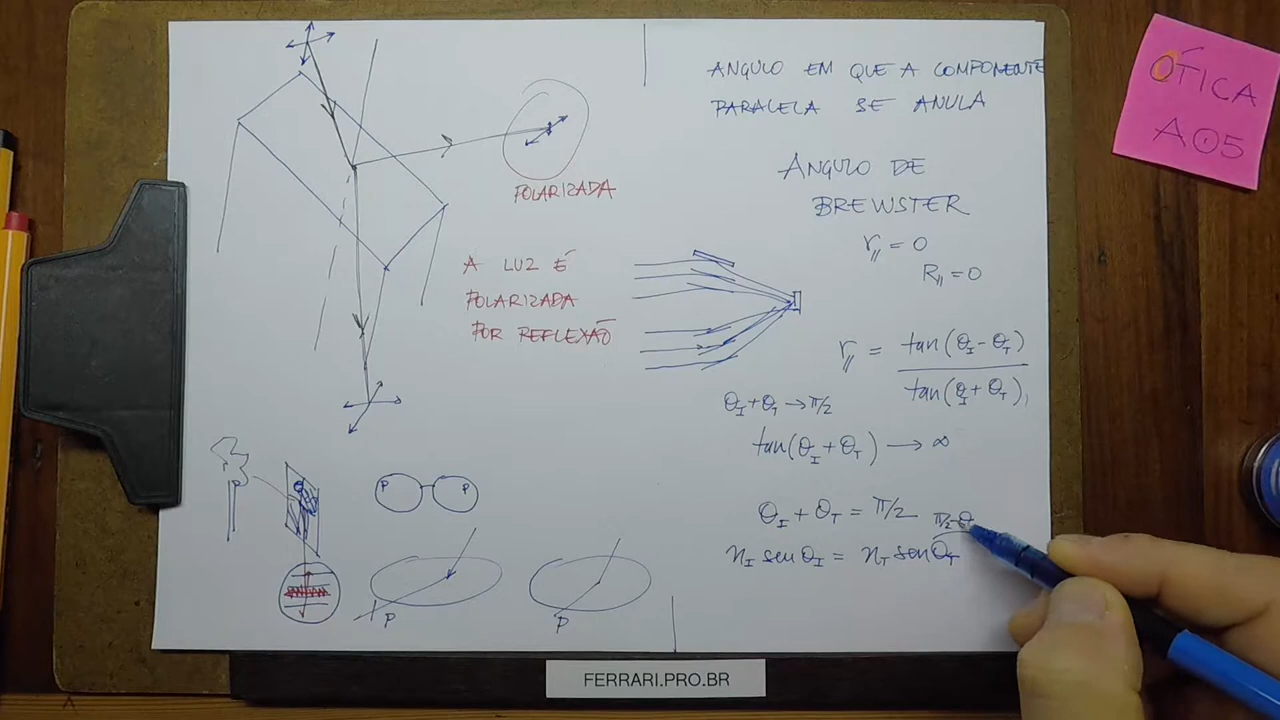 POLARIZADA
A LUZ É
POLARIZADA
POR REFLEXÃO
P P
P
P
ANGULO EM QUE A COMPONENTE
PARALELA SE ANULA
ANGULO DE
BREWSTER
r∥ = 0
R∥ = 0
r∥ = tan(θI - θT) / tan(θI + θT)
θI + θT → π/2
tan(θI + θT) → ∞
θI + θT = π/2
π/2-θ
nI sen θI = nT sen θT
ÓTICA
A05
FERRARI.PRO.BR